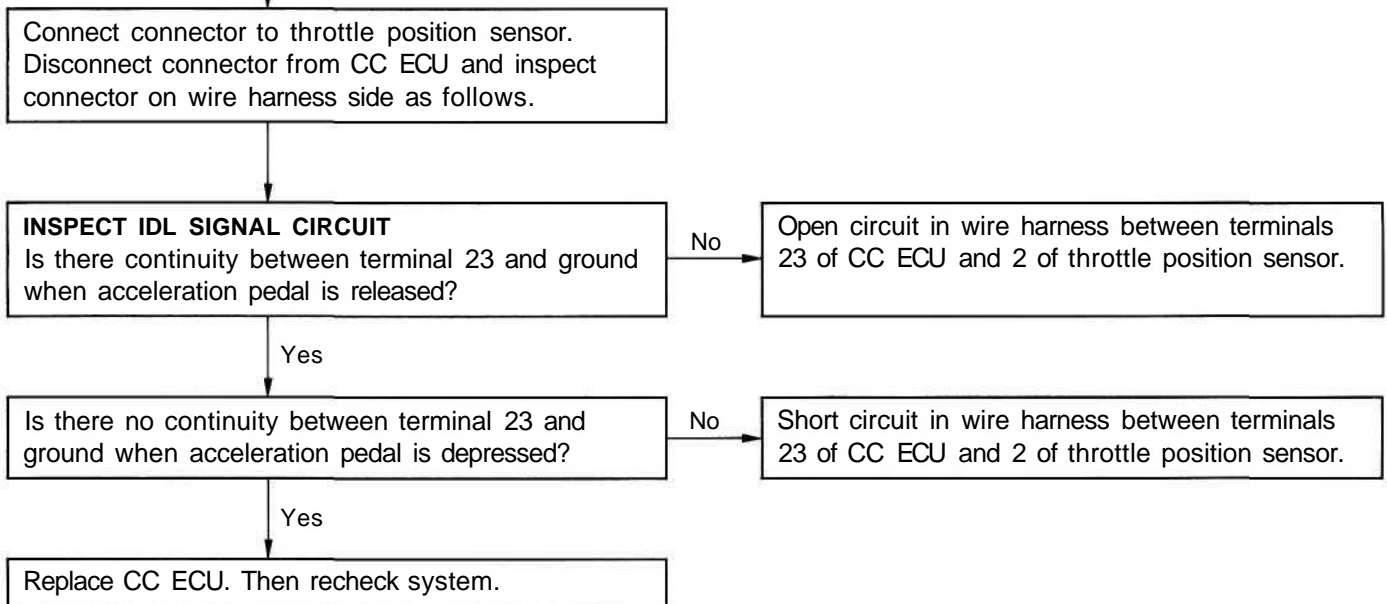 Connect connector to throttle position sensor.
Disconnect connector from CC ECU and inspect
connector on wire harness side as follows.
INSPECT IDL SIGNAL CIRCUIT
Is there continuity between terminal 23 and ground
when acceleration pedal is released?
No
Open circuit in wire harness between terminals
23 of CC ECU and 2 of throttle position sensor.
Yes
Is there no continuity between terminal 23 and
ground when acceleration pedal is depressed?
No
Short circuit in wire harness between terminals
23 of CC ECU and 2 of throttle position sensor.
Yes
Replace CC ECU. Then recheck system.